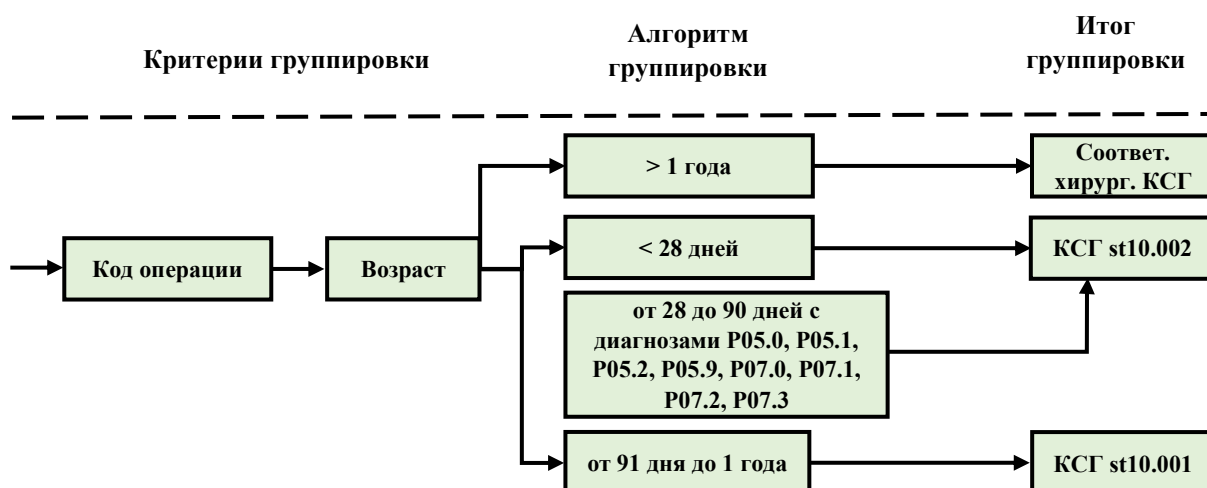 Критерии группировки
Алгоритм
группировки
Итог
группировки
> 1 года
Соответ.
хирург. КСГ
Код операции
Возраст
< 28 дней
КСГ st10.002
от 28 до 90 дней с
диагнозами P05.0, P05.1,
P05.2, P05.9, P07.0, P07.1,
P07.2, P07.3
от 91 дня до 1 года
КСГ st10.001